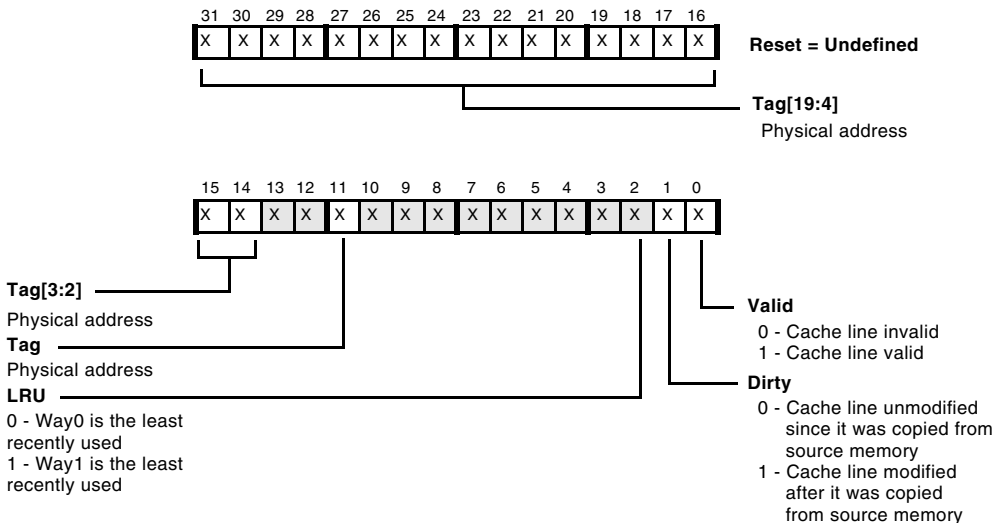 31 30 29 28 27 26 25 24 23 22 21 20 19 18 17 16
X X X X X X X X X X X X X X X X
Reset = Undefined
Tag[19:4]
Physical address
15 14 13 12 11 10 9 8 7 6 5 4 3 2 1 0
X X X X X X X X X X X X X X X X
Tag[3:2]
Physical address
Tag
Physical address
LRU
0 - Way0 is the least
recently used
1 - Way1 is the least
recently used
Valid
0 - Cache line invalid
1 - Cache line valid
Dirty
0 - Cache line unmodified
since it was copied from
source memory
1 - Cache line modified
after it was copied
from source memory